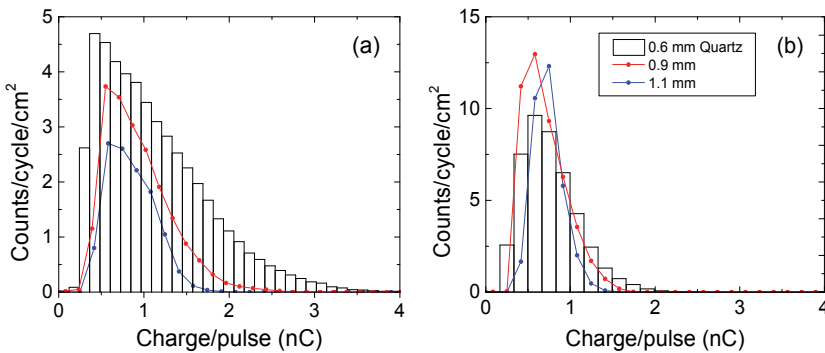 (a)
Counts/cycle/cm²
5
4
3
2
1
0
0 1 2 3 4
Charge/pulse (nC)
(b)
0.6 mm Quartz
0.9 mm
1.1 mm
Counts/cycle/cm²
15
10
5
0
0 1 2 3 4
Charge/pulse (nC)